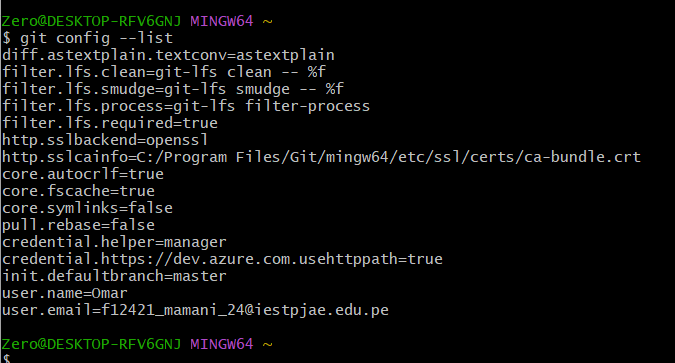 Zero@DESKTOP-RFV6GNJ MINGW64 ~
$ git config --list
diff.astextplain.textconv=astextplain
filter.lfs.clean=git-lfs clean -- %f
filter.lfs.smudge=git-lfs smudge -- %f
filter.lfs.process=git-lfs filter-process
filter.lfs.required=true
http.sslbackend=openssl
http.sslcainfo=C:/Program Files/Git/mingw64/etc/ssl/certs/ca-bundle.crt
core.autocrlf=true
core.fscache=true
core.symlinks=false
pull.rebase=false
credential.helper=manager
credential.https://dev.azure.com.usehttppath=true
init.defaultbranch=master
user.name=Omar
user.email=f12421_mamani_24@iestpjae.edu.pe
Zero@DESKTOP-RFV6GNJ MINGW64 ~
$